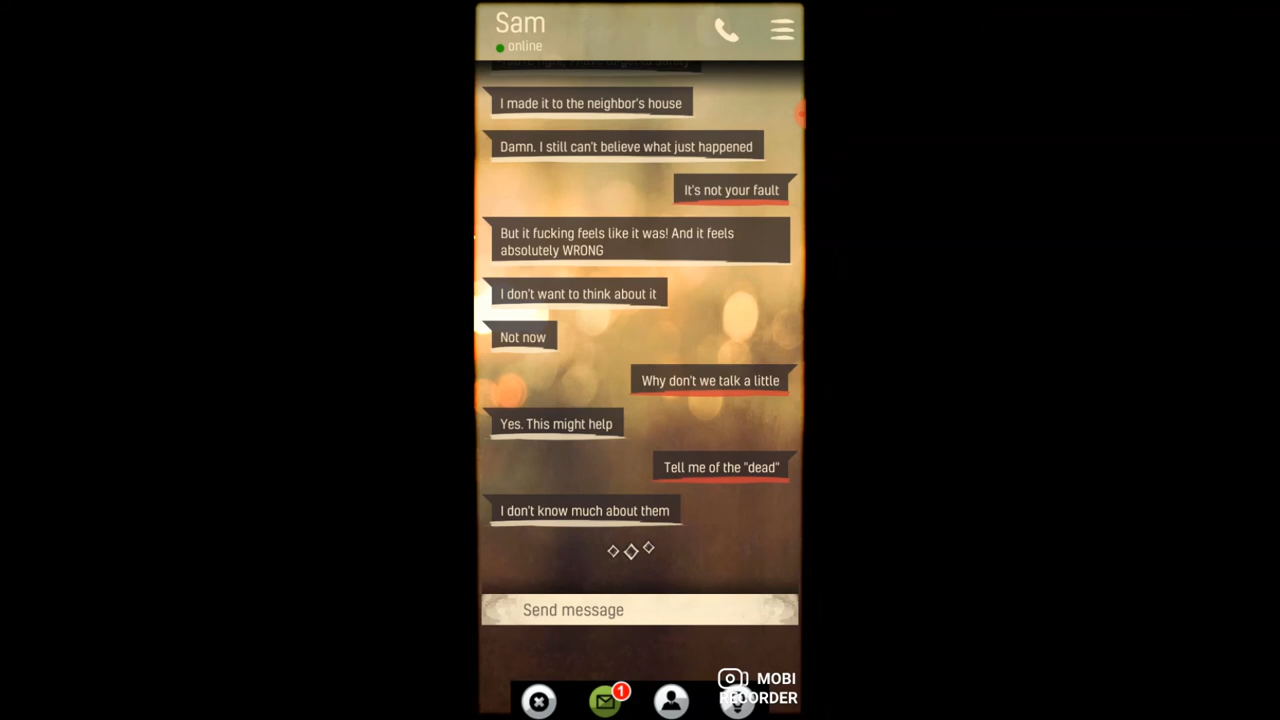 Sam
online
I made it to the neighbor's house
Damn. I still can't believe what just happened
It's not your fault
But it fucking feels like it was! And it feels
absolutely WRONG
I don't want to think about it
Not now
Why don't we talk a little
Yes. This might help
Tell me of the "dead"
I don't know much about them
Send message
1
MOBI
RECORDER